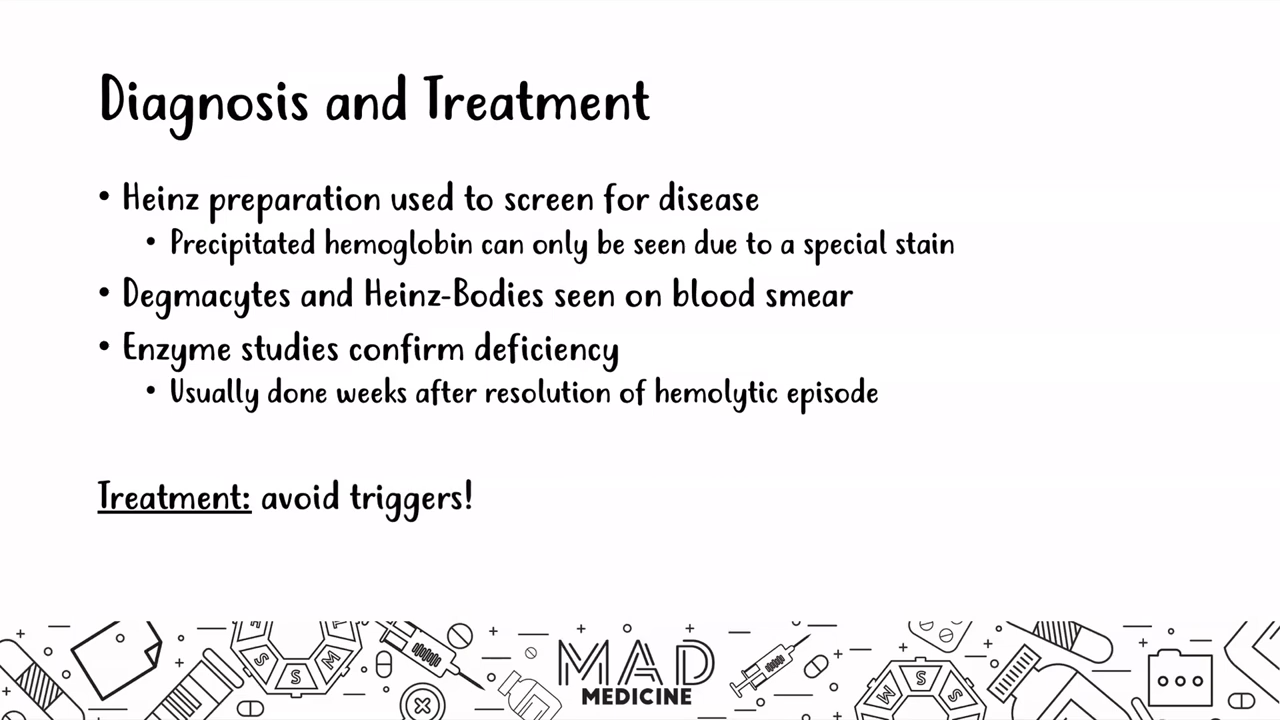 Diagnosis and Treatment
• Heinz preparation used to screen for disease
• Precipitated hemoglobin can only be seen due to a special stain
• Degmacytes and Heinz-Bodies seen on blood smear
• Enzyme studies confirm deficiency
• Usually done weeks after resolution of hemolytic episode
Treatment: avoid triggers!
S S M
MAD
MEDICINE
M S S